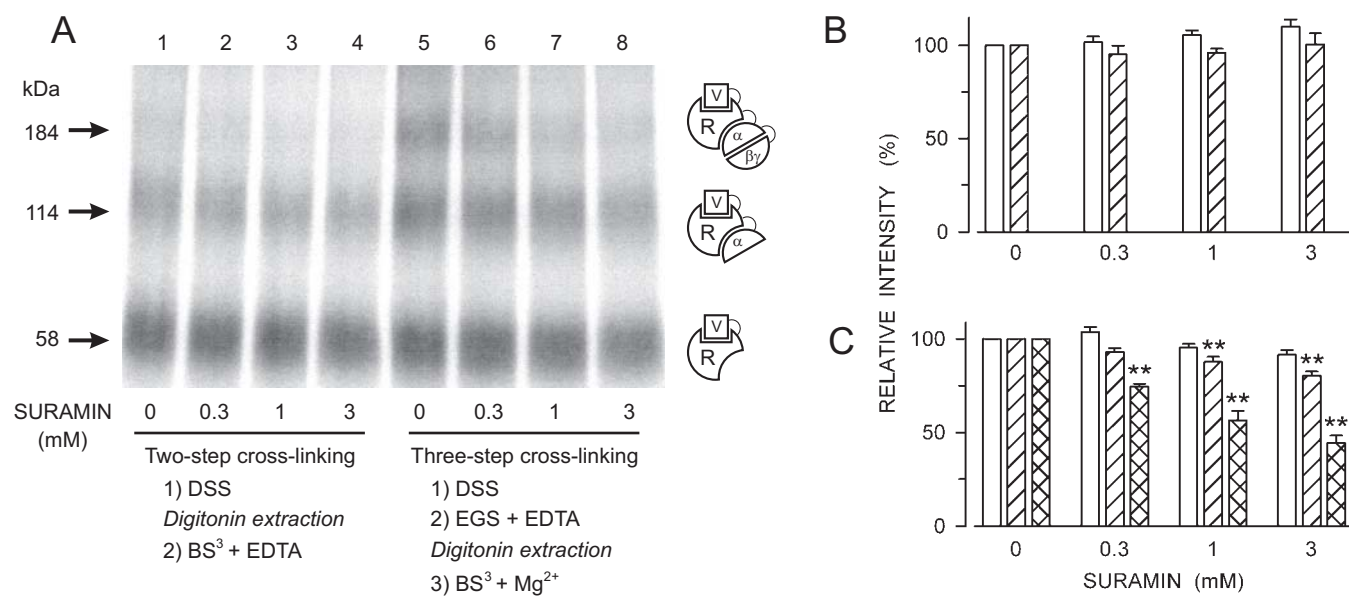 A
1 2 3 4 5 6 7 8
kDa
184
114
58
V
R
α
βγ
V
R
α
V
R
SURAMIN 0 0.3 1 3 0 0.3 1 3
(mM)
Two-step cross-linking
1) DSS
Digitonin extraction
2) BS³ + EDTA
Three-step cross-linking
1) DSS
2) EGS + EDTA
Digitonin extraction
3) BS³ + Mg²⁺
RELATIVE INTENSITY (%)
B
100
50
0
0 0.3 1 3
C
100
50
0
** ** ** ** **
0 0.3 1 3
SURAMIN (mM)